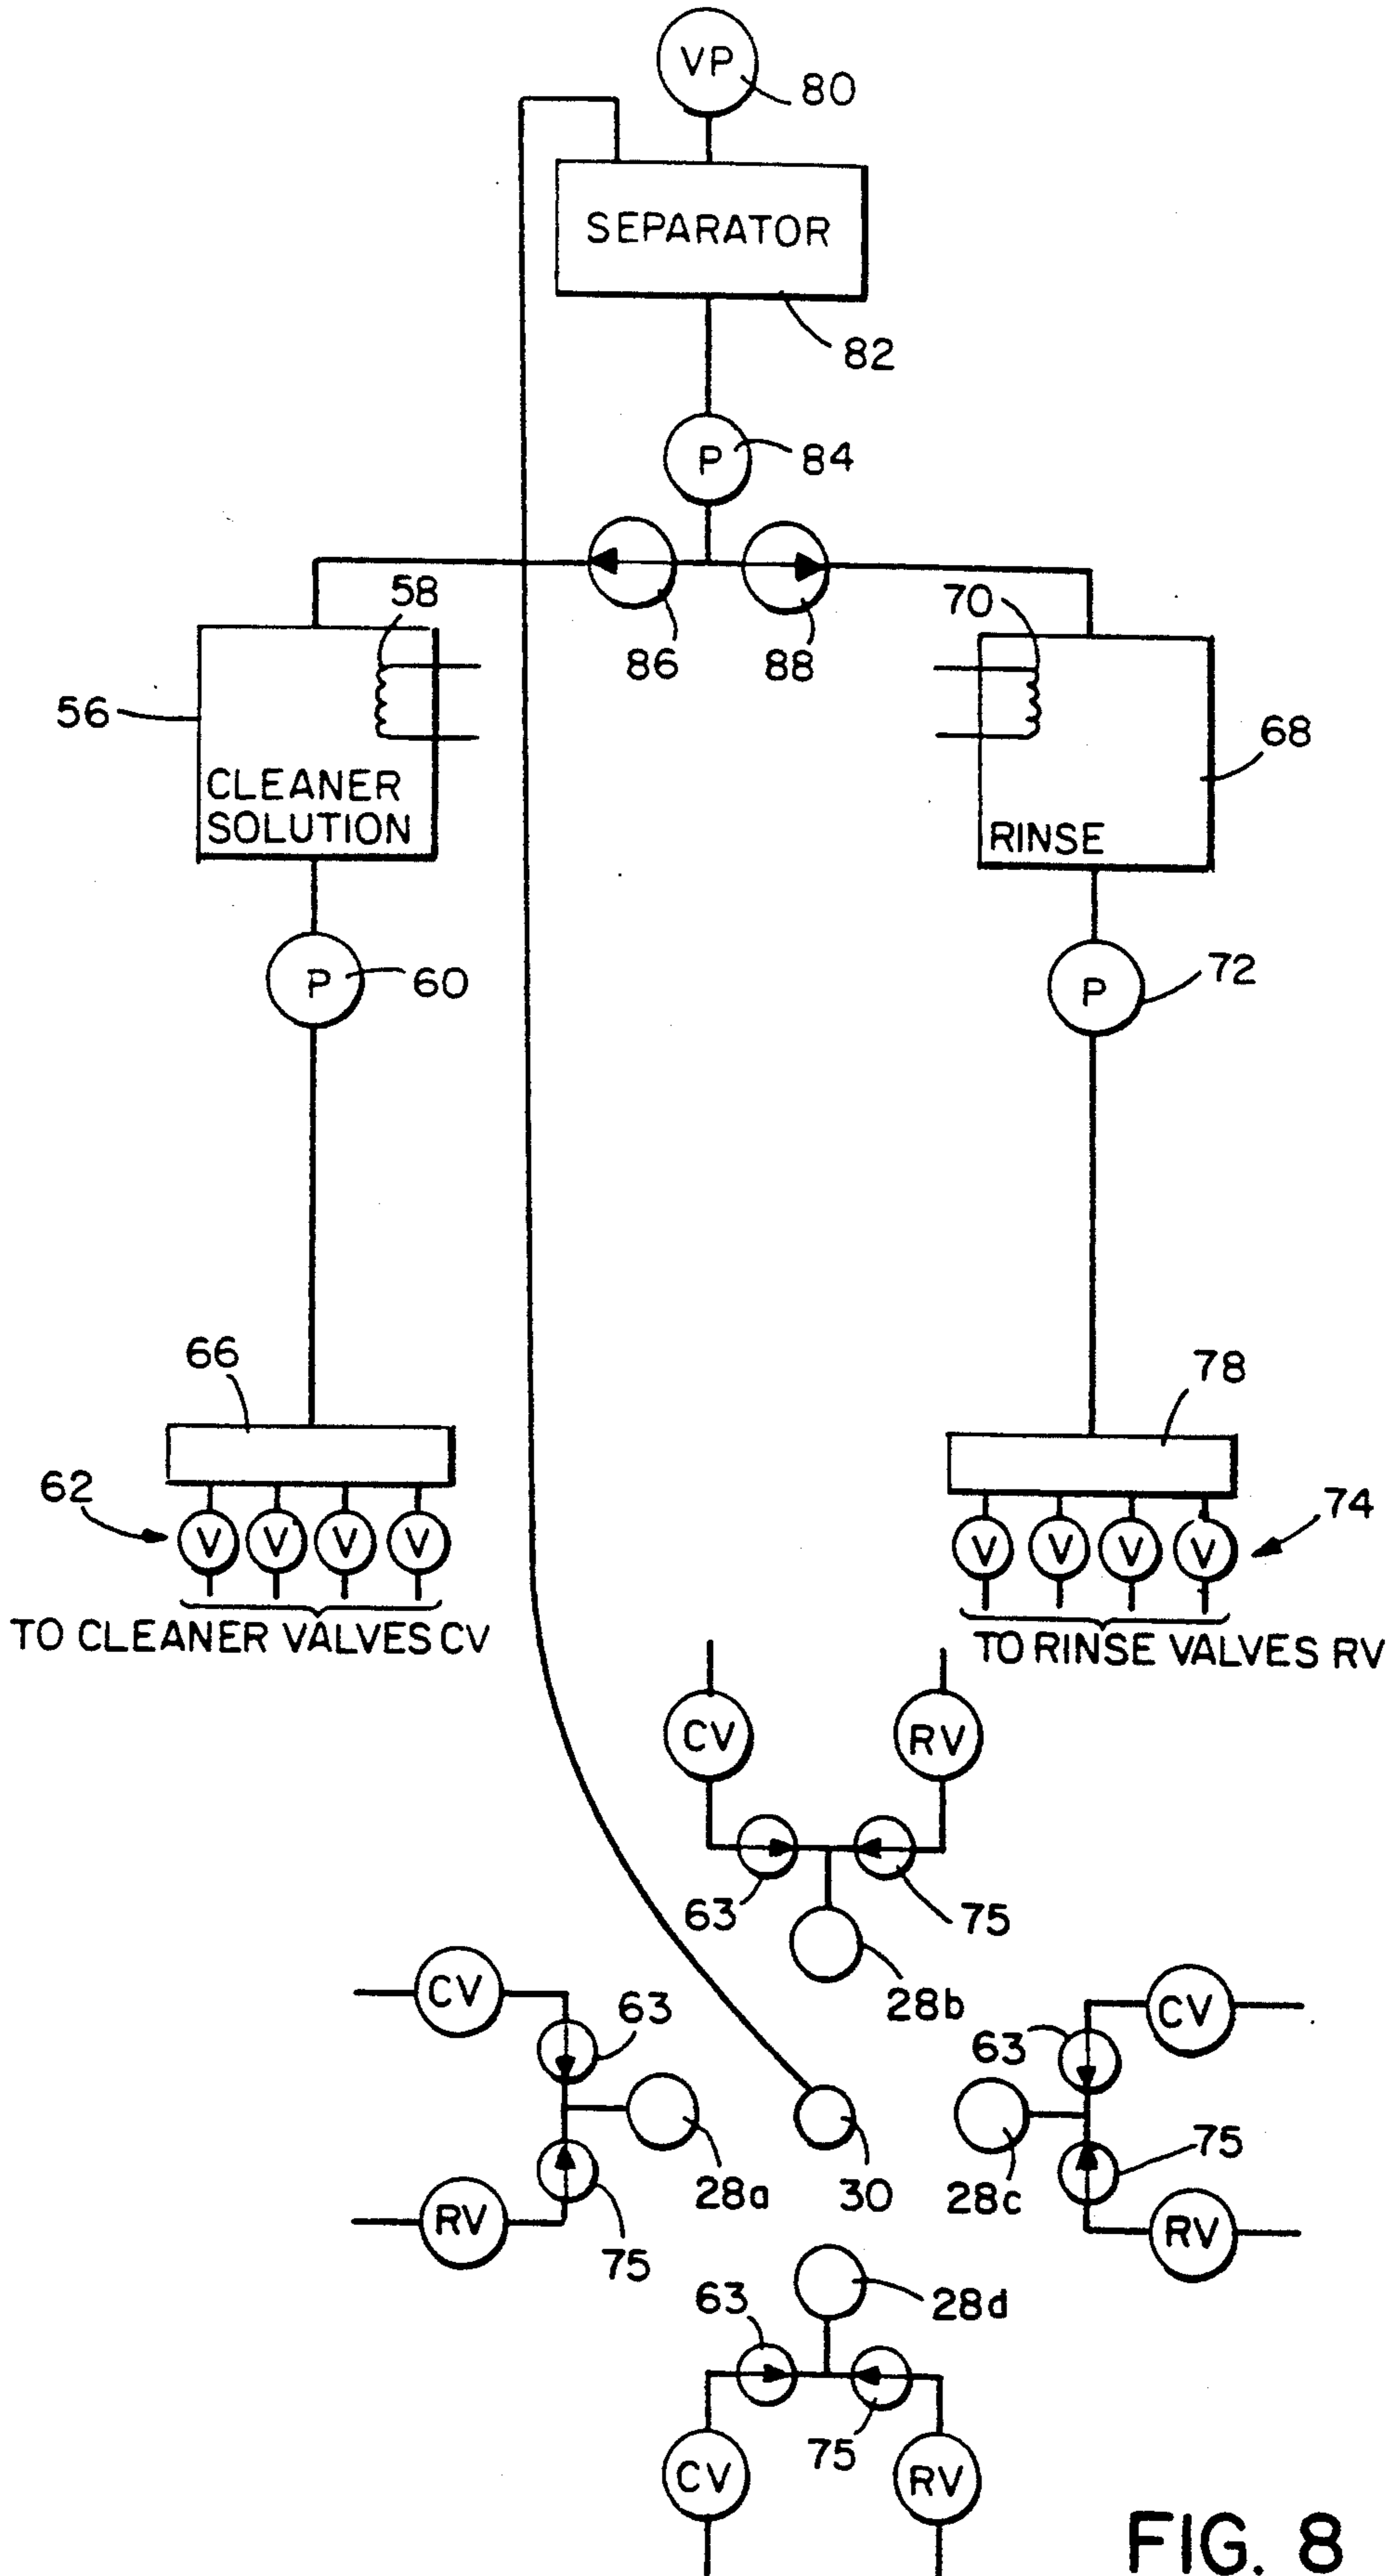 VP
80
SEPARATOR
82
P
84
86
88
58
70
56
CLEANER
SOLUTION
68
RINSE
P
60
P
72
66
78
62
V V V V
V V V V
74
TO CLEANER VALVES CV
TO RINSE VALVES RV
CV
RV
63
75
28b
CV
63
28a
RV
75
30
CV
63
28c
75
RV
28d
63
75
CV
RV
FIG. 8